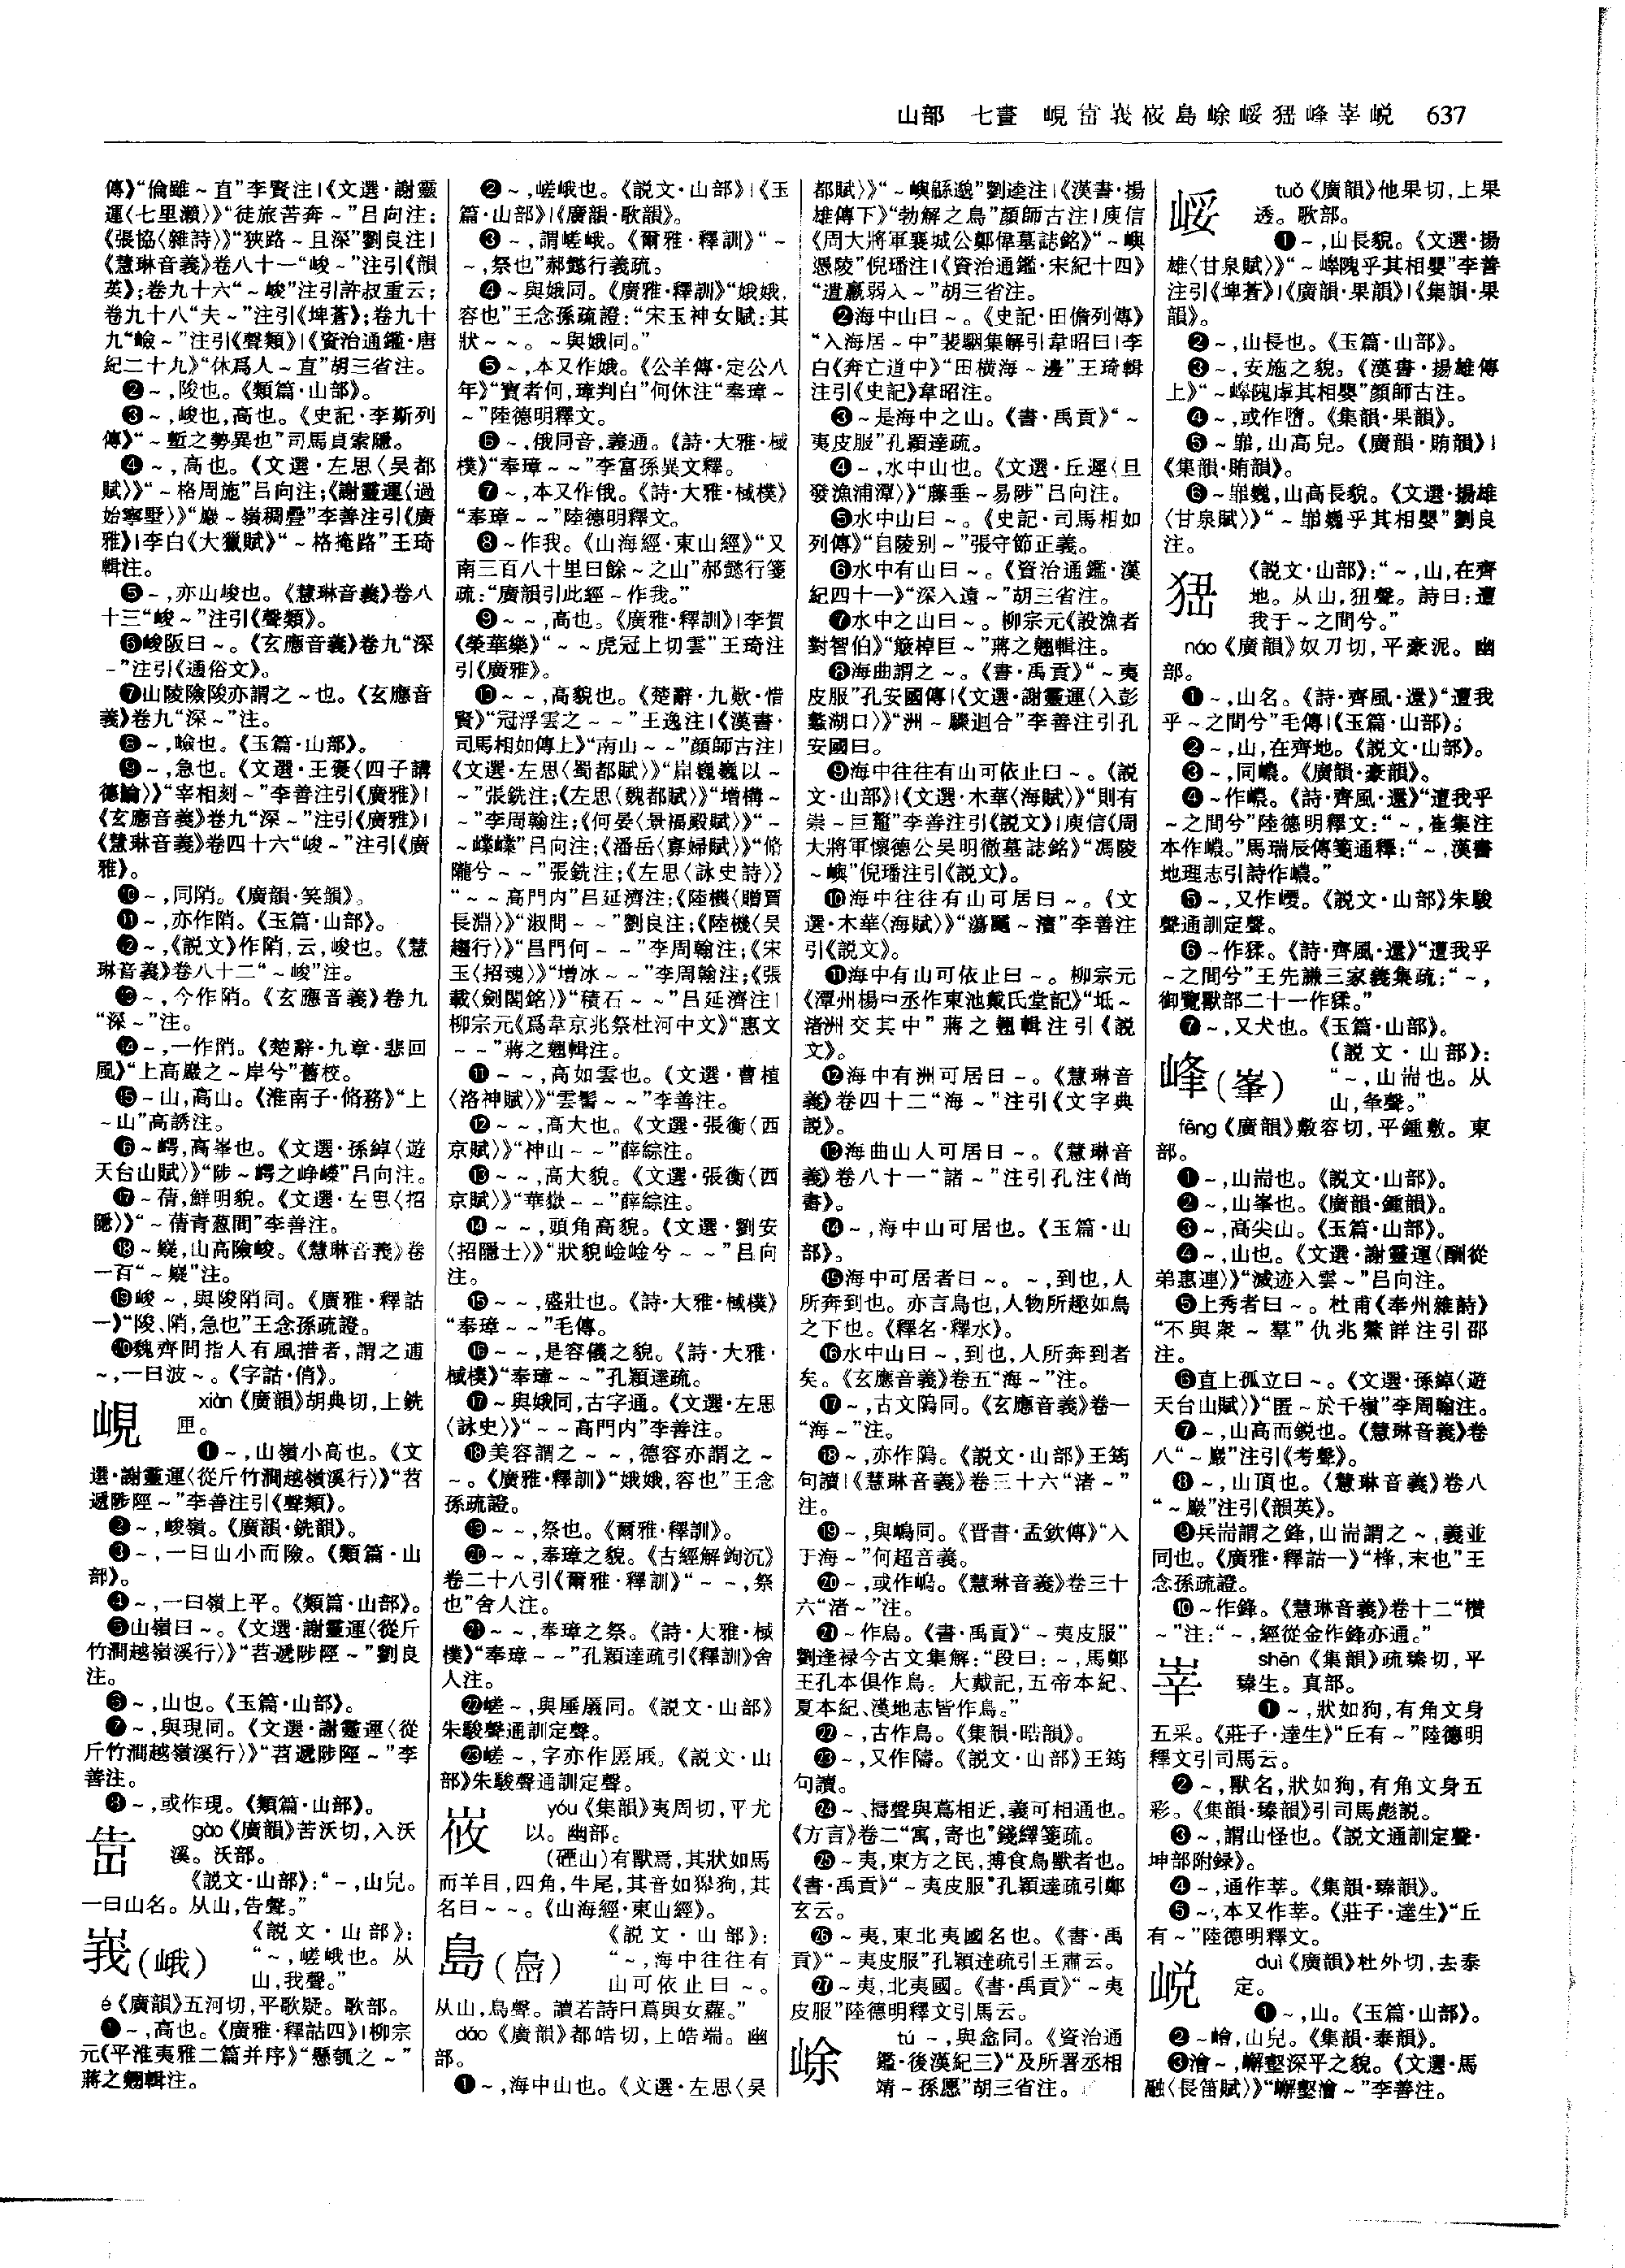 山部　七畫　峴峼峩峳島峹崵峱峰峷峴　637
傳》“倫雖～直”李賢注|《文選·謝靈
運〈七里瀨〉》“徒旅苦奔～”呂向注;
《張協〈雜詩〉》“狹路～且深”劉良注|
《慧琳音義》卷八十一“峻～”注引《韻
英》;卷九十六“～峻”注引許叔重云;
卷九十八“夫～”注引《埤蒼》;卷九十
九“嶮～”注引《聲類》|《資治通鑑·唐
紀二十九》“休爲人～直”胡三省注。
❷～,陵也。《類篇·山部》。
❸～,峻也,高也。《史記·李斯列
傳》“～塹之勢異也”司馬貞索隱。
❹～,高也。《文選·左思〈吳都
賦〉》“～格周施”呂向注;《謝靈運〈過
始寧墅〉》“巖～嶺稠疊”李善注引《廣
雅》|李白《大獵賦》“～格掩路”王琦
輯注。
❺～,亦山峻也。《慧琳音義》卷八
十三“峻～”注引《聲類》。
❻峻阪曰～。《玄應音義》卷九“深
~”注引《通俗文》。
❼山陵險陵亦謂之～也。《玄應音
義》卷九“深～”注。
❽～,嶮也。《玉篇·山部》。
❾～,急也。《文選·王褒〈四子講
德論〉》“宰相刻～”李善注引《廣雅》|
《玄應音義》卷九“深～”注引《廣雅》|
《慧琳音義》卷四十六“峻～”注引《廣
雅》。
❿～,同陗。《廣韻·笑韻》。
⓫～,亦作陗。《玉篇·山部》。
⓬～,《説文》作陗,云,峻也。《慧
琳音義》卷八十二“～峻”注。
⓭～,今作陗。《玄應音義》卷九
“深～”注。
⓮～,一作陗。《楚辭·九章·悲回
風》“上高巖之～岸兮”舊校。
⓯～山,高山。《淮南子·脩務》“上
～山”高誘注。
⓰～崿,高峯也。《文選·孫綽〈遊
天台山賦〉》“陟～崿之崢嶸”呂向注。
⓱～蒨,鮮明貌。《文選·左思〈招
隱〉》“～蒨青蔥間”李善注。
⓲～嶷,山高險峻。《慧琳音義》卷
一百“～嶷”注。
⓳峻～,與陵陗同。《廣雅·釋詁
一》“陵、陗,急也”王念孫疏證。
⓴魏齊間指人有風措者,謂之逋
～,一曰波～。《字詁·俏》。
峴
xiàn《廣韻》胡典切,上銑
匣。
❶～,山嶺小高也。《文
選·謝靈運〈從斤竹澗越嶺溪行〉》“苕
遞陟陘～”李善注引《聲類》。
❷～,峻嶺。《廣韻·銑韻》。
❸～,一曰山小而險。《類篇·山
部》。
❹～,一曰嶺上平。《類篇·山部》。
❺山嶺曰～。《文選·謝靈運〈從斤
竹澗越嶺溪行〉》“苕遞陟陘～”劉良
注。
❻～,山也。《玉篇·山部》。
❼～,與現同。《文選·謝靈運〈從
斤竹澗越嶺溪行〉》“苕遞陟陘～”李
善注。
❽～,或作現。《類篇·山部》。
峼
gào《廣韻》苦沃切,入沃
溪。沃部。
《説文·山部》:“～,山皃。
一曰山名。从山,告聲。”
峩(峨)
《説文·山部》:
“～,嵯峨也。从
山,我聲。”
é《廣韻》五河切,平歌疑。歌部。
❶～,高也。《廣雅·釋詁四》|柳宗
元《平淮夷雅二篇并序》“懸瓠之～”
蔣之翹輯注。
❷～,嵯峨也。《説文·山部》|《玉
篇·山部》|《廣韻·歌韻》。
❸～,謂嵯峨。《爾雅·釋訓》“～
～,祭也”郝懿行義疏。
❹～與娥同。《廣雅·釋訓》“娥娥,
容也”王念孫疏證:“宋玉神女賦:其
狀～～。～與娥同。”
❺～,本又作娥。《公羊傳·定公八
年》“寶者何,璋判白”何休注“奉璋～
～”陸德明釋文。
❻～,俄同音,義通。《詩·大雅·棫
樸》“奉璋～～”李富孫異文釋。
❼～,本又作俄。《詩·大雅·棫樸》
“奉璋～～”陸德明釋文。
❽～作我。《山海經·東山經》“又
南三百八十里曰餘～之山”郝懿行箋
疏:“廣韻引此經～作我。”
❾～～,高也。《廣雅·釋訓》|李賀
《榮華樂》“～～虎冠上切雲”王琦注
引《廣雅》。
❿～～,高貌也。《楚辭·九歎·惜
賢》“冠浮雲之～～”王逸注|《漢書·
司馬相如傳上》“南山～～”顏師古注|
《文選·左思〈蜀都賦〉》“崫巍巍以～
～”張銑注;《左思〈魏都賦〉》“增構～
～”李周翰注;《何晏〈景福殿賦〉》“～
～嶫嶫”呂向注;《潘岳〈寡婦賦〉》“脩
隴兮～～”張銑注;《左思〈詠史詩〉》
“～～高門内”呂延濟注;《陸機〈贈賈
長淵〉》“淑問～～”劉良注;《陸機〈吳
趨行〉》“昌門何～～”李周翰注;《宋
玉〈招魂〉》“增冰～～”李周翰注;《張
載〈劍閣銘〉》“積石～～”呂延濟注|
柳宗元《爲韋京兆祭杜河中文》“惠文
～～”蔣之翹輯注。
⓫～～,高如雲也。《文選·曹植
〈洛神賦〉》“雲髻～～”李善注。
⓬～～,高大也。《文選·張衡〈西
京賦〉》“神山～～”薛綜注。
⓭～～,高大貌。《文選·張衡〈西
京賦〉》“華嶽～～”薛綜注。
⓮～～,頭角高貌。《文選·劉安
〈招隱士〉》“狀貌崯崯兮～～”呂向
注。
⓯～～,盛壯也。《詩·大雅·棫樸》
“奉璋～～”毛傳。
⓰～～,是容儀之貌。《詩·大雅·
棫樸》“奉璋～～”孔穎達疏。
⓱～與娥同,古字通。《文選·左思
〈詠史〉》“～～高門内”李善注。
⓲美容謂之～～,德容亦謂之～
～。《廣雅·釋訓》“娥娥,容也”王念
孫疏證。
⓳～～,祭也。《爾雅·釋訓》。
⓴～～,奉璋之貌。《古經解鉤沉》
卷二十八引《爾雅·釋訓》“～～,祭
也”舍人注。
㉑～～,奉璋之祭。《詩·大雅·棫
樸》“奉璋～～”孔穎達疏引《釋訓》舍
人注。
㉒嵯～,與厜㕒同。《説文·山部》
朱駿聲通訓定聲。
㉓嵯～,字亦作㕒㕎。《説文·山
部》朱駿聲通訓定聲。
峳
yóu《集韻》夷周切,平尤
以。幽部。
(䃌山)有獸焉,其狀如馬
而羊目,四角,牛尾,其音如獆狗,其
名曰～～。《山海經·東山經》。
島(㠀)
《説文·山部》:
“～,海中往往有
山可依止曰～。
从山,鳥聲。讀若詩曰蔦與女蘿。”
dǎo《廣韻》都皓切,上皓端。幽
部。
❶～,海中山也。《文選·左思〈吳
都賦〉》“～嶼緜邈”劉逵注|《漢書·揚
雄傳下》“勃解之鳥”顏師古注|庾信
《周大將軍襄城公鄭偉墓誌銘》“～嶼
憑陵”倪璠注|《資治通鑑·宋紀十四》
“遣羸弱入～”胡三省注。
❷海中山曰～。《史記·田儋列傳》
“入海居～中”裴駰集解引韋昭曰|李
白《奔亡道中》“田橫海～邊”王琦輯
注引《史記》韋昭注。
❸～是海中之山。《書·禹貢》“～
夷皮服”孔穎達疏。
❹～,水中山也。《文選·丘遲〈旦
發漁浦潭〉》“藤垂～易陟”呂向注。
❺水中山曰～。《史記·司馬相如
列傳》“自陵别～”張守節正義。
❻水中有山曰～。《資治通鑑·漢
紀四十一》“深入遠～”胡三省注。
❼水中之山曰～。柳宗元《設漁者
對智伯》“簸棹巨～”蔣之翹輯注。
❽海曲謂之～。《書·禹貢》“～夷
皮服”孔安國傳|《文選·謝靈運〈入彭
蠡湖口〉》“洲～驟迴合”李善注引孔
安國曰。
❾海中往往有山可依止曰～。《説
文·山部》|《文選·木華〈海賦〉》“則有
崇～巨鼇”李善注引《説文》|庾信《周
大將軍懷德公吳明徹墓誌銘》“馮陵
～嶼”倪璠注引《説文》。
❿海中往往有山可居曰～。《文
選·木華〈海賦〉》“蕩䬙～濱”李善注
引《説文》。
⓫海中有山可依止曰～。柳宗元
《潭州楊中丞作東池戴氏堂記》“坻～
渚洲交其中”蔣之翹輯注引《説
文》。
⓬海中有洲可居曰～。《慧琳音
義》卷四十二“海～”注引《文字典
説》。
⓭海曲山人可居曰～。《慧琳音
義》卷八十一“諸～”注引孔注《尚
書》。
⓮～,海中山可居也。《玉篇·山
部》。
⓯海中可居者曰～。～,到也,人
所奔到也。亦言鳥也,人物所趣如鳥
之下也。《釋名·釋水》。
⓰水中山曰～,到也,人所奔到者
矣。《玄應音義》卷五“海～”注。
⓱～,古文隝同。《玄應音義》卷一
“海～”注。
⓲～,亦作隝。《説文·山部》王筠
句讀|《慧琳音義》卷三十六“渚～”
注。
⓳～,與嶋同。《晉書·孟欽傳》“入
于海～”何超音義。
⓴～,或作嶋。《慧琳音義》卷三十
六“渚～”注。
㉑～作鳥。《書·禹貢》“～夷皮服”
劉逢禄今古文集解:“段曰:～,馬鄭
王孔本俱作鳥。大戴記,五帝本紀、
夏本紀、漢地志皆作鳥。”
㉒～,古作鳥。《集韻·晧韻》。
㉓～,又作隯。《説文·山部》王筠
句讀。
㉔～、擣聲與蔦相近,義可相通也。
《方言》卷二“寓,寄也”錢繹箋疏。
㉕～夷,東方之民,搏食鳥獸者也。
《書·禹貢》“～夷皮服”孔穎達疏引鄭
玄云。
㉖～夷,東北夷國名也。《書·禹
貢》“～夷皮服”孔穎達疏引王肅云。
㉗～夷,北夷國。《書·禹貢》“～夷
皮服”陸德明釋文引馬云。
峹
tú ～,與嵞同。《資治通
鑑·後漢紀三》“及所署丞相
靖～孫愿”胡三省注。
tuǒ《廣韻》他果切,上果
透。歌部。
❶～,山長貌。《文選·揚
雄〈甘泉賦〉》“～嶵隗乎其相嬰”李善
注引《埤蒼》|《廣韻·果韻》|《集韻·果
韻》。
❷～,山長也。《玉篇·山部》。
❸～,安施之貌。《漢書·揚雄傳
上》“～嶵隗虖其相嬰”顏師古注。
❹～,或作㟎。《集韻·果韻》。
❺～辠,山高皃。《廣韻·賄韻》|
《集韻·賄韻》。
❻～辠巍,山高長貌。《文選·揚雄
〈甘泉賦〉》“～辠巍乎其相嬰”劉良
注。
峱
《説文·山部》:“～,山,在齊
地。从山,狃聲。詩曰:遭
我于～之間兮。”
náo《廣韻》奴刀切,平豪泥。幽
部。
❶～,山名。《詩·齊風·還》“遭我
乎～之間兮”毛傳|《玉篇·山部》。
❷～,山,在齊地。《説文·山部》。
❸～,同巎。《廣韻·豪韻》。
❹～作巎。《詩·齊風·還》“遭我乎
～之間兮”陸德明釋文:“～,崔集注
本作巎。”馬瑞辰傳箋通釋:“～,漢書
地理志引詩作巎。”
❺～,又作㺒。《説文·山部》朱駿
聲通訓定聲。
❻～作猱。《詩·齊風·還》“遭我乎
～之間兮”王先謙三家義集疏:“～,
御覽獸部二十一作猱。”
❼～,又犬也。《玉篇·山部》。
峰(峯)
《説文·山部》:
“～,山耑也。从
山,夆聲。”
fēng《廣韻》敷容切,平鍾敷。東
部。
❶～,山耑也。《説文·山部》。
❷～,山峯也。《廣韻·鍾韻》。
❸～,高尖山。《玉篇·山部》。
❹～,山也。《文選·謝靈運〈酬從
弟惠連〉》“滅迹入雲～”呂向注。
❺上秀者曰～。杜甫《奉州雜詩》
“不與衆～羣”仇兆鰲詳注引邵
注。
❻直上孤立曰～。《文選·孫綽〈遊
天台山賦〉》“匿～於千嶺”李周翰注。
❼～,山高而鋭也。《慧琳音義》卷
八“～巖”注引《考聲》。
❽～,山頂也。《慧琳音義》卷八
“～巖”注引《韻英》。
❾兵耑謂之鋒,山耑謂之～,義並
同也。《廣雅·釋詁一》“桻,末也”王
念孫疏證。
❿～作鋒。《慧琳音義》卷十二“欑
～”注:“～,經從金作鋒亦通。”
峷
shēn《集韻》疏臻切,平
臻生。真部。
❶～,狀如狗,有角文身
五采。《莊子·達生》“丘有～”陸德明
釋文引司馬云。
❷～,獸名,狀如狗,有角文身五
彩。《集韻·臻韻》引司馬彪説。
❸～,謂山怪也。《説文通訓定聲·
坤部附録》。
❹～,通作莘。《集韻·臻韻》。
❺～,本又作莘。《莊子·達生》“丘
有～”陸德明釋文。
duì《廣韻》杜外切,去泰
定。
❶～,山。《玉篇·山部》。
❷～嶒,山皃。《集韻·泰韻》。
❸澮～,嶰壑深平之貌。《文選·馬
融〈長笛賦〉》“嶰壑澮～”李善注。